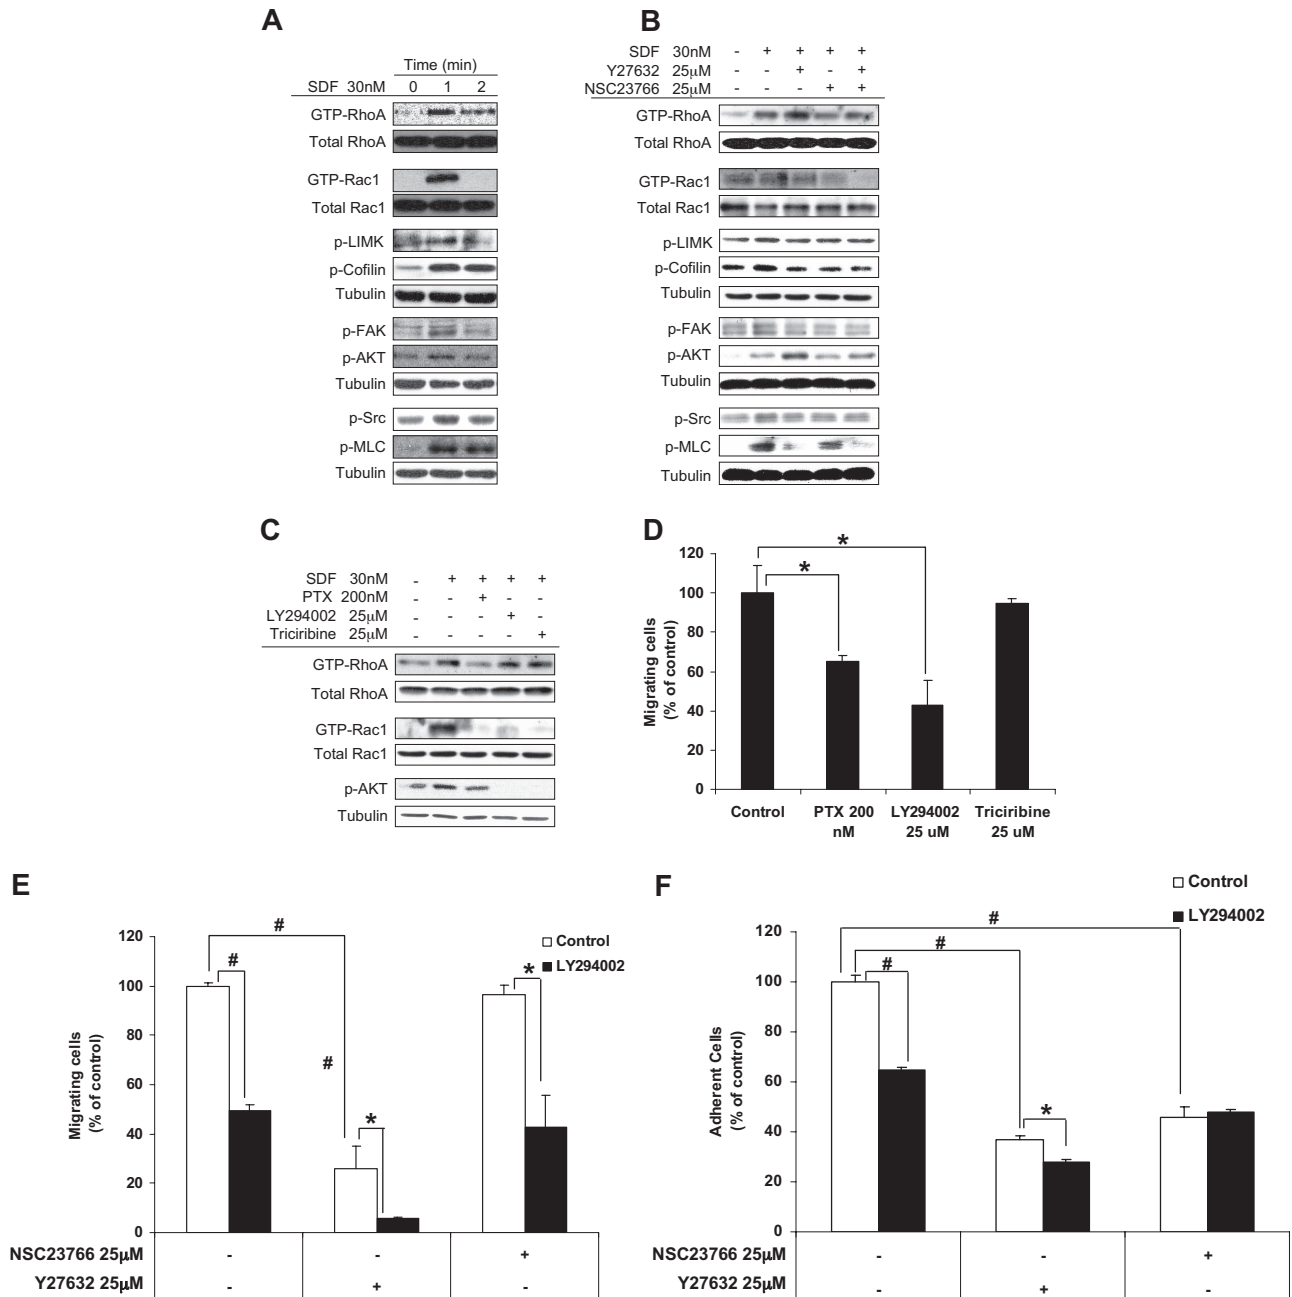 A
Time (min)
SDF 30nM 0 1 2
GTP-RhoA
Total RhoA
GTP-Rac1
Total Rac1
p-LIMK
p-Cofilin
Tubulin
p-FAK
p-AKT
Tubulin
p-Src
p-MLC
Tubulin
B
SDF 30nM - + + + +
Y27632 25μM - - + - +
NSC23766 25μM - - - + +
GTP-RhoA
Total RhoA
GTP-Rac1
Total Rac1
p-LIMK
p-Cofilin
Tubulin
p-FAK
p-AKT
Tubulin
p-Src
p-MLC
Tubulin
C
SDF 30nM - + + + +
PTX 200nM - - + - -
LY294002 25μM - - - + -
Triciribine 25μM - - - - +
GTP-RhoA
Total RhoA
GTP-Rac1
Total Rac1
p-AKT
Tubulin
D
Migrating cells
(% of control)
120
100
80
60
40
20
0
* *
Control PTX 200 LY294002 Triciribine
nM 25 uM 25 uM
E
Migrating cells
(% of control)
120
100
80
60
40
20
0
# # # * *
Control
LY294002
NSC23766 25μM - - +
Y27632 25μM - + -
F
Control
LY294002
Adherent Cells
(% of control)
120
100
80
60
40
20
0
# # # *
NSC23766 25μM - - +
Y27632 25μM - + -